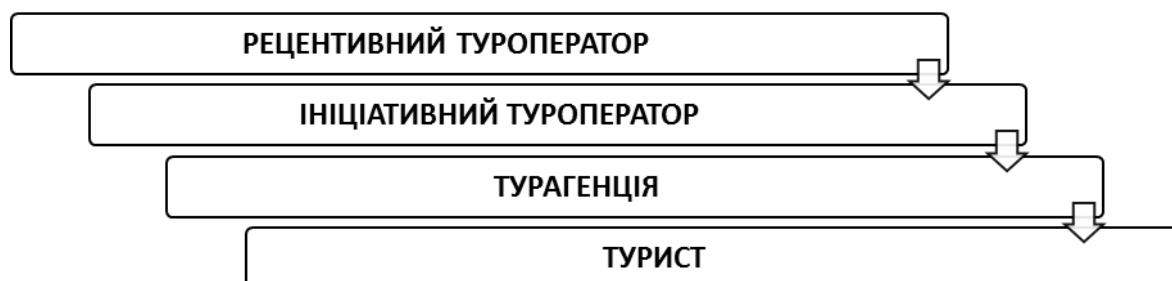 РЕЦЕНТИВНИЙ ТУРОПЕРАТОР
ІНІЦІАТИВНИЙ ТУРОПЕРАТОР
ТУРАГЕНЦІЯ
ТУРИСТ